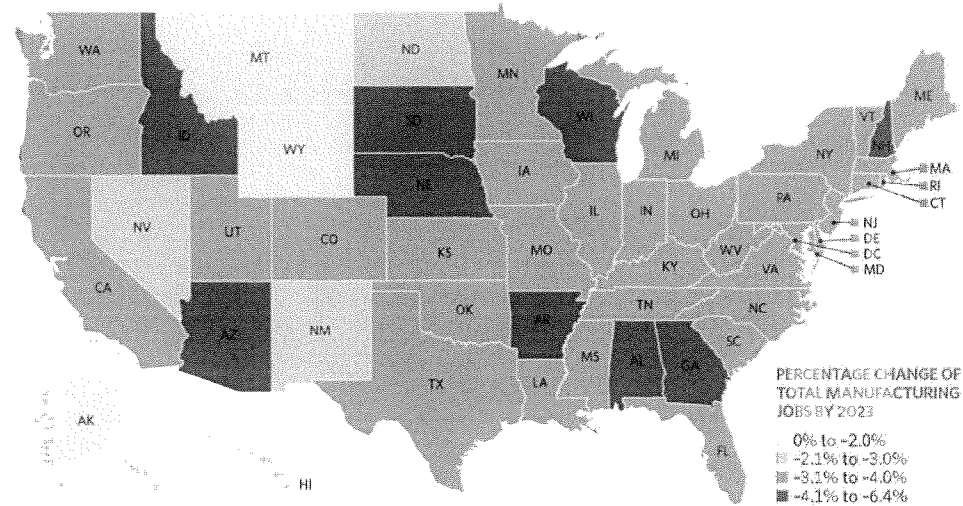 WA
MT
ND
MN
ME
OR
ID
SD
WI
VT
NH
WY
MI
NY
MA
RI
CT
NE
IA
PA
NV
UT
CO
IL
IN
OH
NJ
DE
DC
MD
KS
MO
WV
VA
CA
KY
AZ
NM
OK
AR
TN
NC
SC
MS
AL
GA
TX
LA
FL
AK
HI
PERCENTAGE CHANGE OF
TOTAL MANUFACTURING
JOBS BY 2023
0% to -2.0%
-2.1% to -3.0%
-3.1% to -4.0%
-4.1% to -6.4%